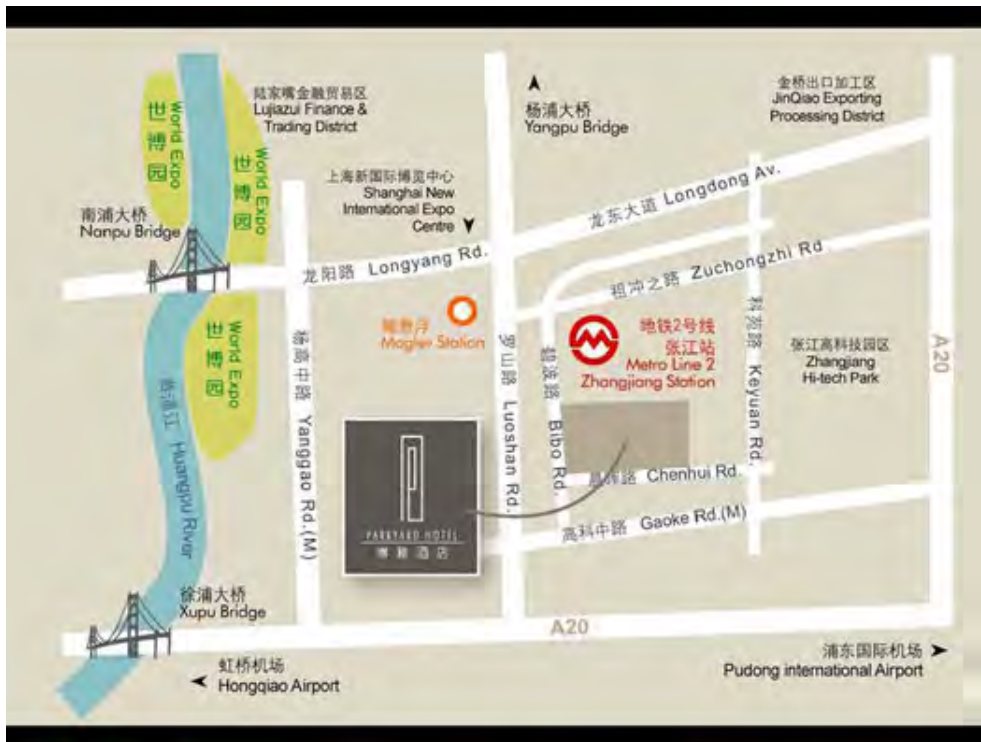 陆家嘴金融贸易区
Lujiazui Finance &
Trading District
杨浦大桥
Yangpu Bridge
金桥出口加工区
JinQiao Exporting
Processing District
世博园
World Expo
世博园
World Expo
上海新国际博览中心
Shanghai New
International Expo
Centre
南浦大桥
Nanpu Bridge
龙东大道 Longdong Av.
龙阳路 Longyang Rd.
祖冲之路 Zuchongzhi Rd
磁悬浮
Maglev Station
地铁2号线
张江站
Metro Line 2
Zhangjiang Station
世博园
World Expo
张江高科技园区
Zhangjiang
Hi-tech Park
A20
黄浦江 Huangpu River
杨高中路 Yanggao Rd.(M)
罗山路 Luoshan Rd.
碧波路 Bibo Rd.
科苑路 Keyuan Rd.
晨晖路 Chenhui Rd.
高科中路 Gaoke Rd.(M)
PARKYARD HOTEL
博雅酒店
徐浦大桥
Xupu Bridge
A20
虹桥机场
Hongqiao Airport
浦东国际机场
Pudong international Airport